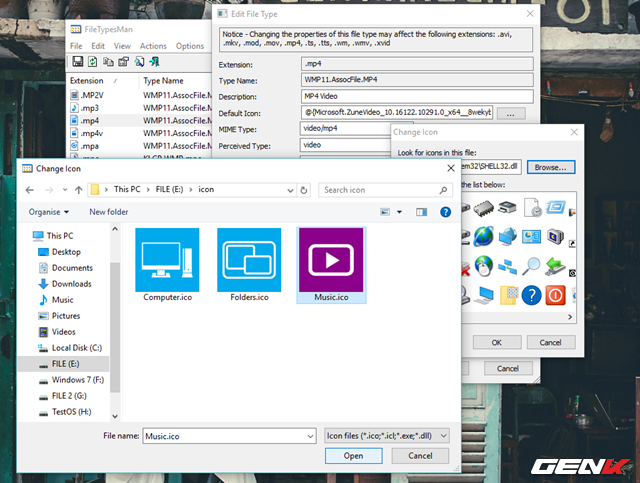 FileTypesMan
File Edit View Actions Options
Extension Type Name
.MP2V WMP11.AssocFile.M
.mp3 WMP11.AssocFile.M
.mp4 WMP11.AssocFile.M
.mp4v WMP11.AssocFile.M
.mpa WMP11.AssocFile.M
Edit File Type
Notice - Changing the properties of this file type may affect the following extensions: .avi,
.mkv, .mod, .mov, .mp4, .ts, .tts, .wm, .wmv, .xvid
Extension: .mp4
Type Name: WMP11.AssocFile.MP4
Description: MP4 Video
Default Icon: @{Microsoft.ZuneVideo_10.16122.10291.0_x64__8wekyb ...
MIME Type: video/mp4
Perceived Type: video
Change Icon
Look for icons in this file:
em32\SHELL32.dll Browse...
the list below:
OK Cancel
Cancel
Change Icon
This PC > FILE (E:) > icon
Search icon
Organise New folder
This PC
Desktop
Documents
Downloads
Music
Pictures
Videos
Local Disk (C:)
FILE (E:)
Windows 7 (F:)
FILE 2 (G:)
TestOS (H:)
Computer.ico Folders.ico Music.ico
File name: Music.ico Icon files (*.ico;*.icl;*.exe;*.dll)
Open Cancel
GENK